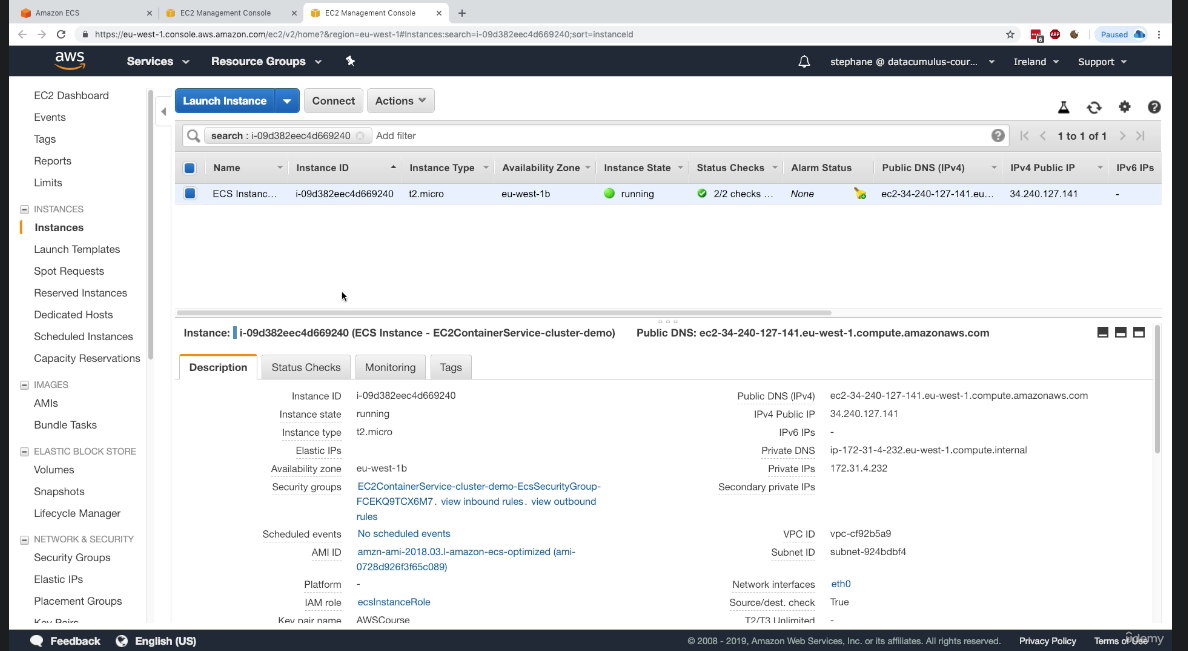 Amazon ECS
EC2 Management Console
EC2 Management Console
https://eu-west-1.console.aws.amazon.com/ec2/v2/home?&region=eu-west-1#Instances:search=i-09d382eec4d669240;sort=instanceId
Paused
aws
Services
Resource Groups
stephane @ datacumulus-cour...
Ireland
Support
EC2 Dashboard
Events
Tags
Reports
Limits
INSTANCES
Instances
Launch Templates
Spot Requests
Reserved Instances
Dedicated Hosts
Scheduled Instances
Capacity Reservations
IMAGES
AMIs
Bundle Tasks
ELASTIC BLOCK STORE
Volumes
Snapshots
Lifecycle Manager
NETWORK & SECURITY
Security Groups
Elastic IPs
Placement Groups
Key Pairs
Launch Instance
Connect
Actions
search : i-09d382eec4d669240
Add filter
1 to 1 of 1
Name Instance ID Instance Type Availability Zone Instance State Status Checks Alarm Status Public DNS (IPv4) IPv4 Public IP IPv6 IPs
ECS Instanc... i-09d382eec4d669240 t2.micro eu-west-1b running 2/2 checks ... None ec2-34-240-127-141.eu... 34.240.127.141 -
Instance: i-09d382eec4d669240 (ECS Instance - EC2ContainerService-cluster-demo) Public DNS: ec2-34-240-127-141.eu-west-1.compute.amazonaws.com
Description
Status Checks
Monitoring
Tags
Instance ID i-09d382eec4d669240
Instance state running
Instance type t2.micro
Elastic IPs
Availability zone eu-west-1b
Security groups EC2ContainerService-cluster-demo-EcsSecurityGroup-
FCEKQ9TCX6M7. view inbound rules. view outbound
rules
Scheduled events No scheduled events
AMI ID amzn-ami-2018.03.l-amazon-ecs-optimized (ami-
0728d926f3f65c089)
Platform -
IAM role ecsInstanceRole
Key pair name AWSCourse
Public DNS (IPv4) ec2-34-240-127-141.eu-west-1.compute.amazonaws.com
IPv4 Public IP 34.240.127.141
IPv6 IPs -
Private DNS ip-172-31-4-232.eu-west-1.compute.internal
Private IPs 172.31.4.232
Secondary private IPs
VPC ID vpc-cf92b5a9
Subnet ID subnet-924bdbf4
Network interfaces eth0
Source/dest. check True
T2/T3 Unlimited -
Feedback
English (US)
© 2008 - 2019, Amazon Web Services, Inc. or its affiliates. All rights reserved.
Privacy Policy
Terms of Use
Udemy